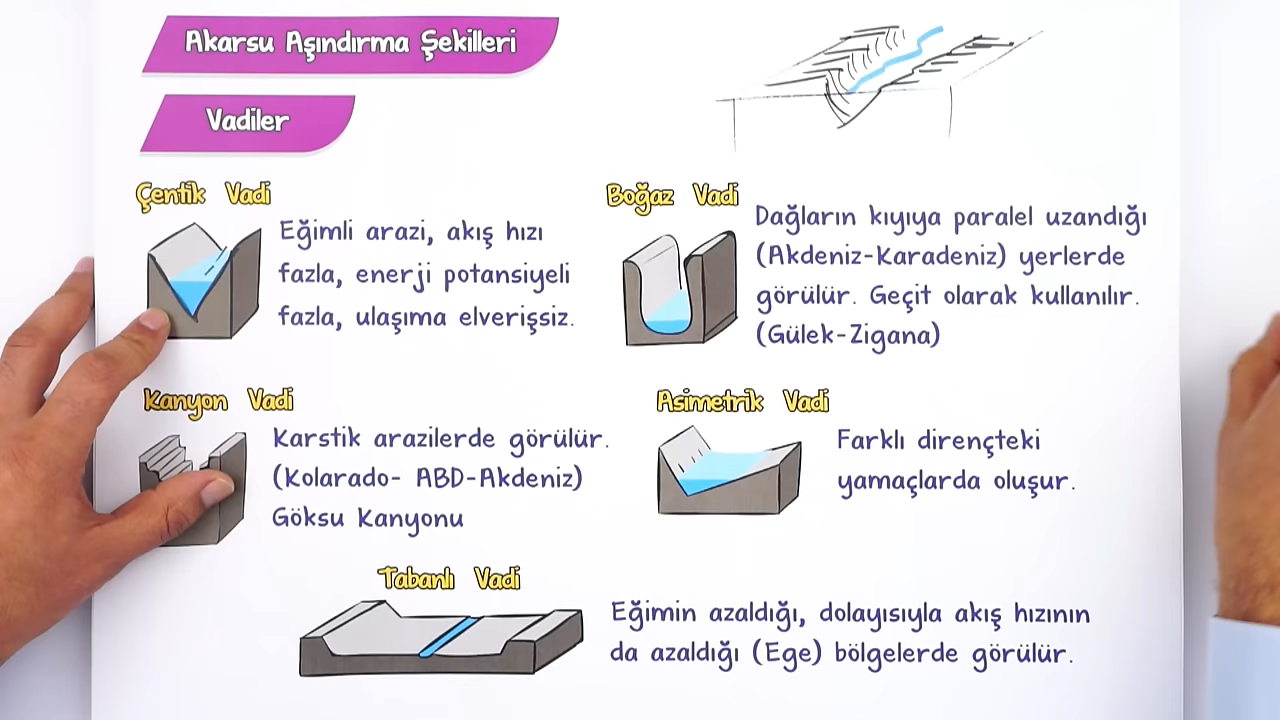 Akarsu Aşındırma Şekilleri
Vadiler
Çentik Vadi
Eğimli arazi, akış hızı
fazla, enerji potansiyeli
fazla, ulaşıma elverişsiz.
Boğaz Vadi
Dağların kıyıya paralel uzandığı
(Akdeniz-Karadeniz) yerlerde
görülür. Geçit olarak kullanılır.
(Gülek-Zigana)
Kanyon Vadi
Karstik arazilerde görülür.
(Kolarado- ABD-Akdeniz)
Göksu Kanyonu
Asimetrik Vadi
Farklı dirençteki
yamaçlarda oluşur.
Tabanlı Vadi
Eğimin azaldığı, dolayısıyla akış hızının
da azaldığı (Ege) bölgelerde görülür.